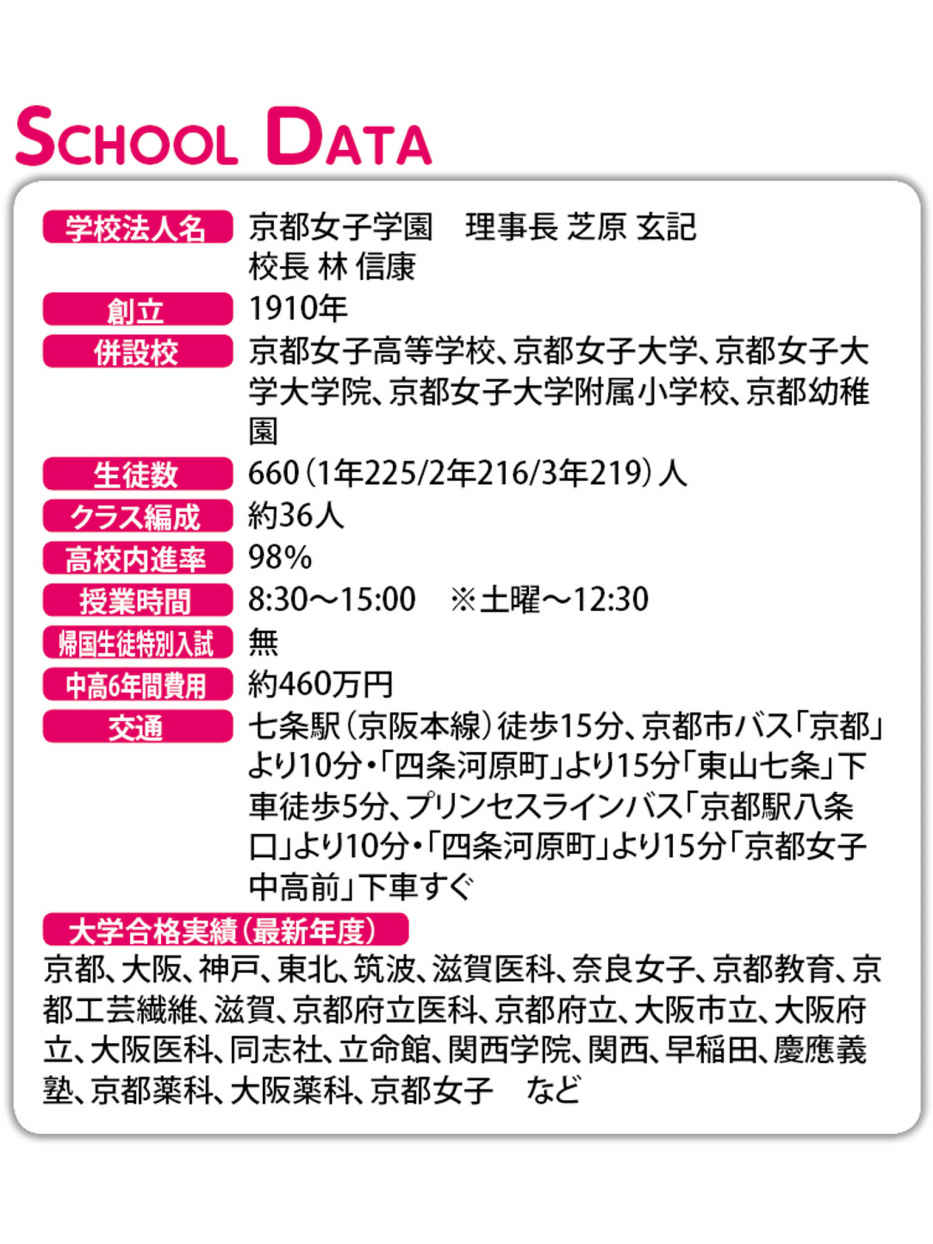 SCHOOL DATA
学校法人名 京都女子学園　理事長 芝原 玄記
校長 林 信康
創立 1910年
併設校 京都女子高等学校、京都女子大学、京都女子大
学大学院、京都女子大学附属小学校、京都幼稚
園
生徒数 660（1年225/2年216/3年219）人
クラス編成 約36人
高校内進率 98%
授業時間 8:30～15:00　※土曜～12:30
帰国生徒特別入試 無
中高6年間費用 約460万円
交通 七条駅（京阪本線）徒歩15分、京都市バス「京都」
より10分・「四条河原町」より15分「東山七条」下
車徒歩5分、プリンセスラインバス「京都駅八条
口」より10分・「四条河原町」より15分「京都女子
中高前」下車すぐ
大学合格実績（最新年度）
京都、大阪、神戸、東北、筑波、滋賀医科、奈良女子、京都教育、京
都工芸繊維、滋賀、京都府立医科、京都府立、大阪市立、大阪府
立、大阪医科、同志社、立命館、関西学院、関西、早稲田、慶應義
塾、京都薬科、大阪薬科、京都女子　など